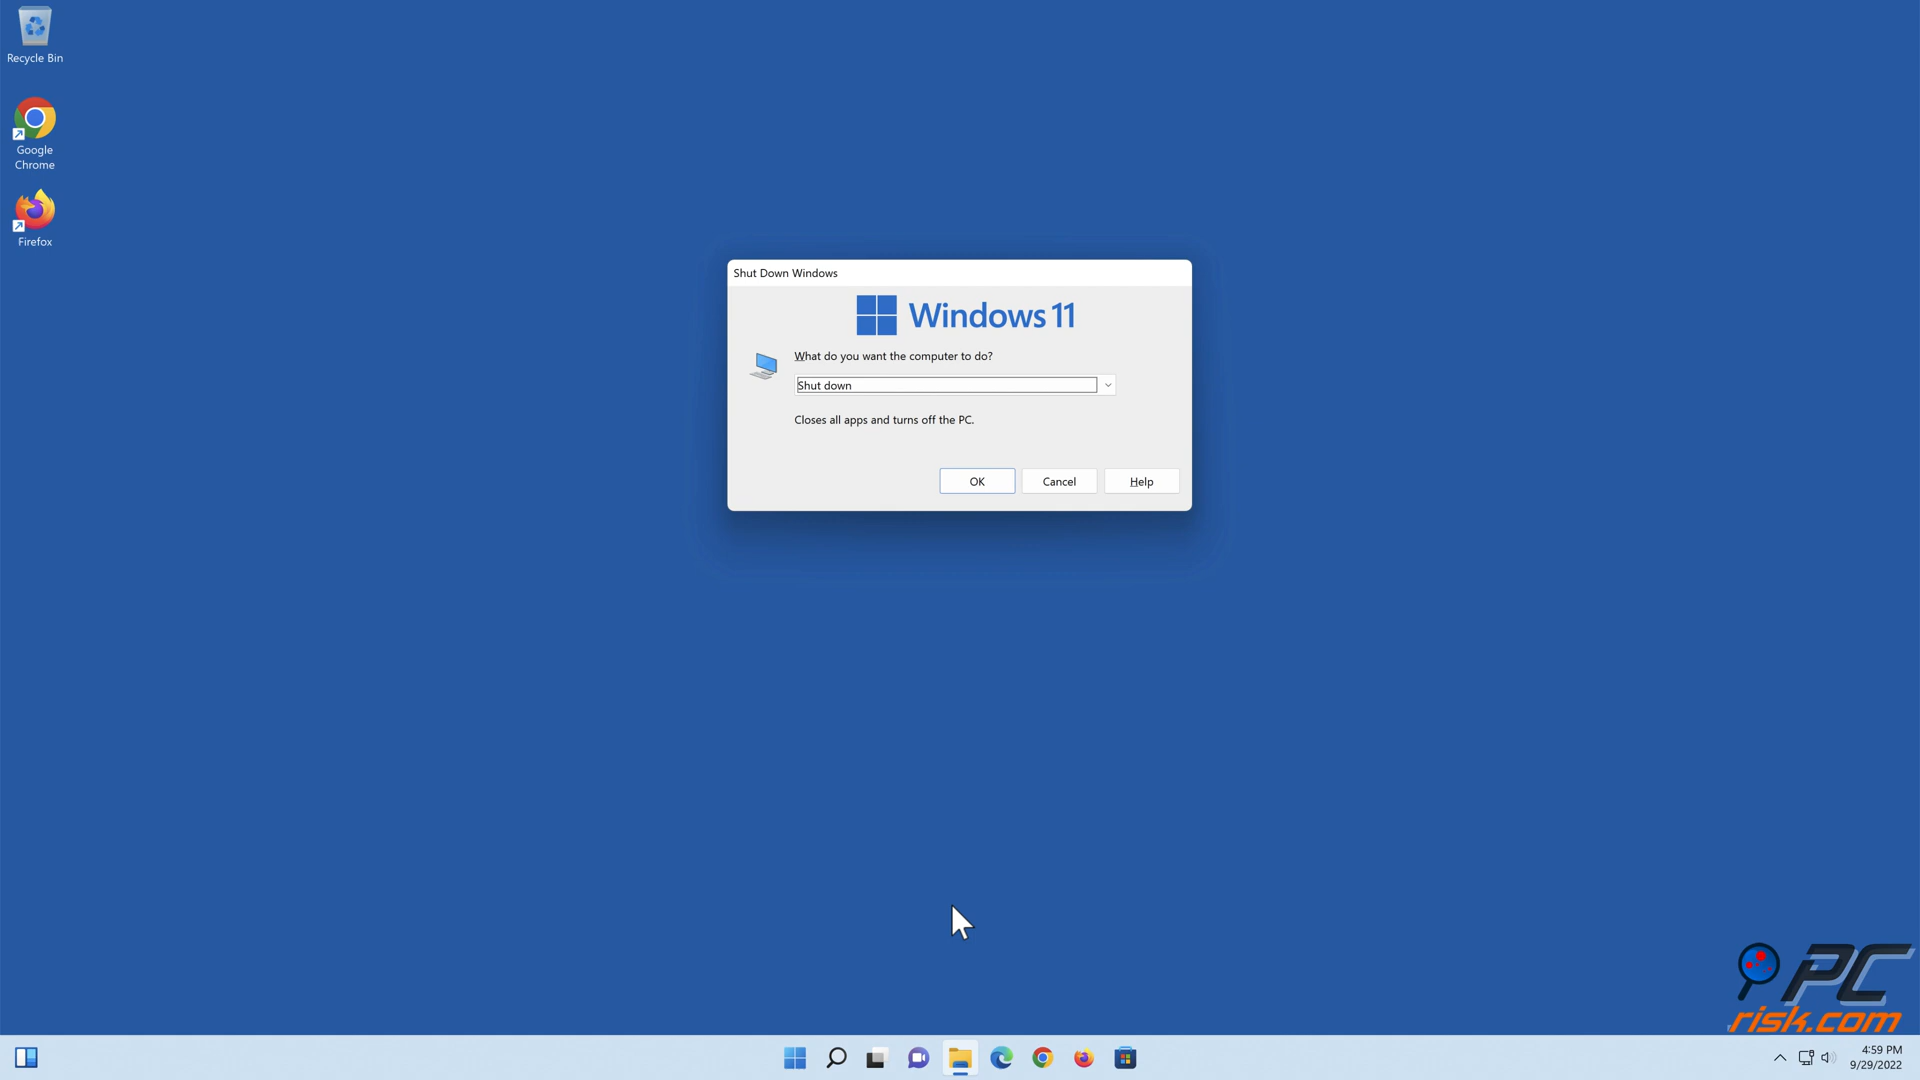 Recycle Bin
Google
Chrome
Firefox
Shut Down Windows
Windows 11
What do you want the computer to do?
Shut down
Closes all apps and turns off the PC.
OK
Cancel
Help
PC
risk.com
4:59 PM
9/29/2022